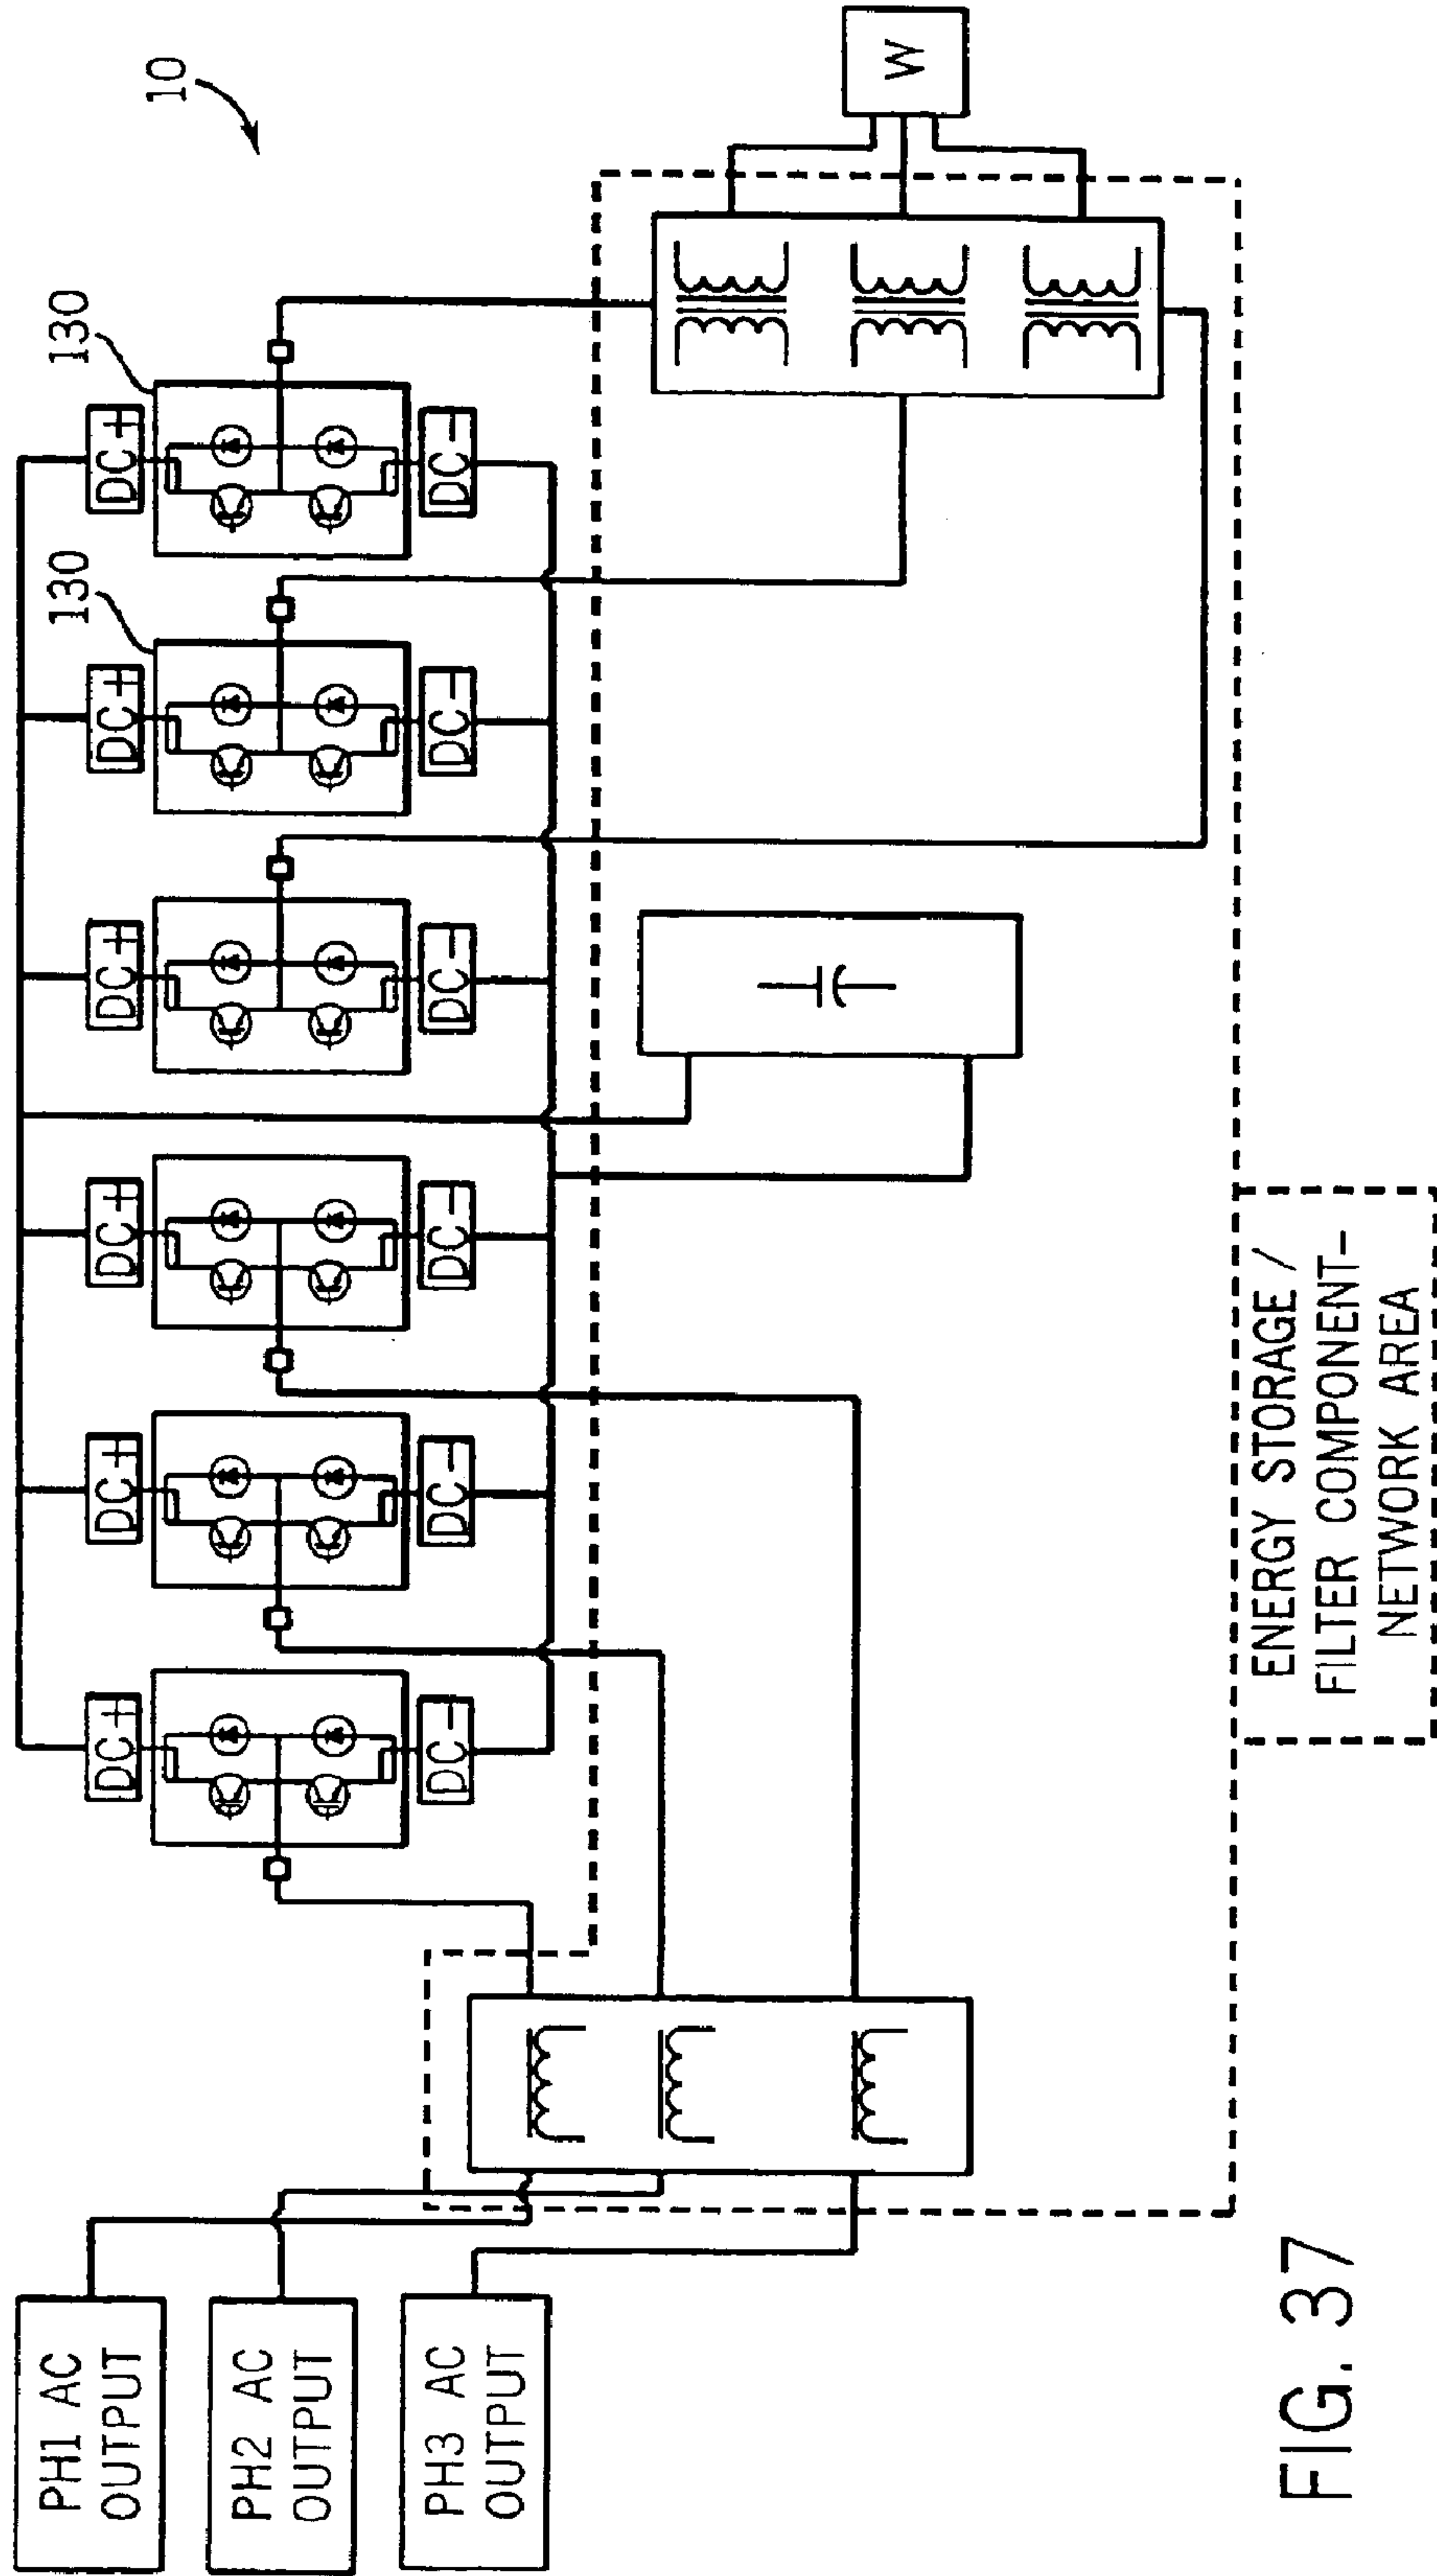 10
130
130
DC+
DC+
DC+
DC+
DC+
DC+
DC–
DC–
DC–
DC–
DC–
DC–
W
PH1 AC
OUTPUT
PH2 AC
OUTPUT
PH3 AC
OUTPUT
ENERGY STORAGE /
FILTER COMPONENT–
NETWORK AREA
FIG. 37